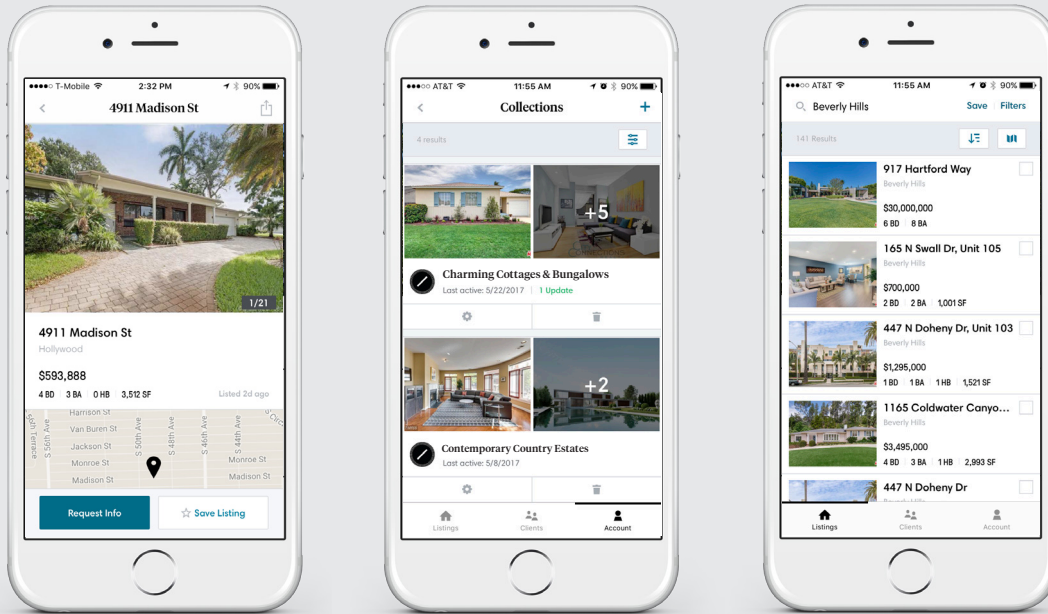 T-Mobile 2:32 PM 90%
4911 Madison St
1/21
4911 Madison St
Hollywood
$593,888
4 BD 3 BA 0 HB 3,512 SF Listed 2d ago
Harrison St
Van Buren St
Jackson St
Monroe St
Madison St
S 56th Ave
S 50th Ave
S 48th Ave
S 46th Ave
S 44th Ave
Monroe St
Madison St
Terrace
Request Info Save Listing
AT&T 11:55 AM 90%
Collections +
4 results
+5
Charming Cottages & Bungalows
Last active: 5/22/2017 1 Update
+2
Contemporary Country Estates
Last active: 5/8/2017
Listings Clients Account
AT&T 11:55 AM 90%
Beverly Hills Save Filters
141 Results
917 Hartford Way
Beverly Hills
$30,000,000
6 BD 8 BA
165 N Swall Dr, Unit 105
Beverly Hills
$700,000
2 BD 2 BA 1,001 SF
447 N Doheny Dr, Unit 103
Beverly Hills
$1,295,000
1 BD 1 BA 1 HB 1,521 SF
1165 Coldwater Canyo...
Beverly Hills
$3,495,000
4 BD 3 BA 1 HB 2,993 SF
447 N Doheny Dr
Listings Clients Account